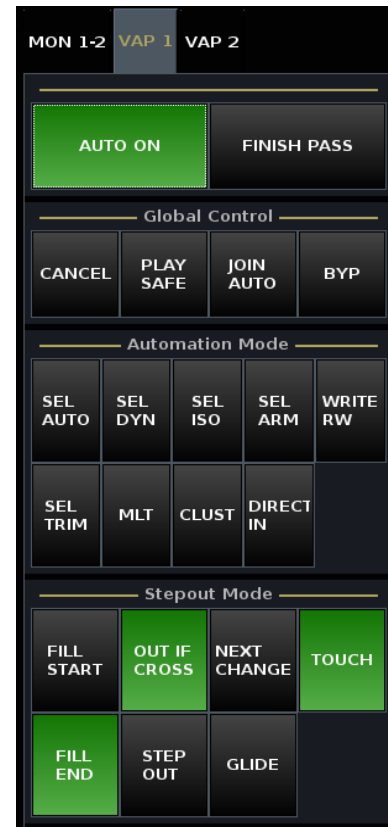 MON 1-2 VAP 1 VAP 2
AUTO ON FINISH PASS
Global Control
CANCEL PLAY SAFE JOIN AUTO BYP
Automation Mode
SEL AUTO SEL DYN SEL ISO SEL ARM WRITE RW
SEL TRIM MLT CLUST DIRECT IN
Stepout Mode
FILL START OUT IF CROSS NEXT CHANGE TOUCH
FILL END STEP OUT GLIDE